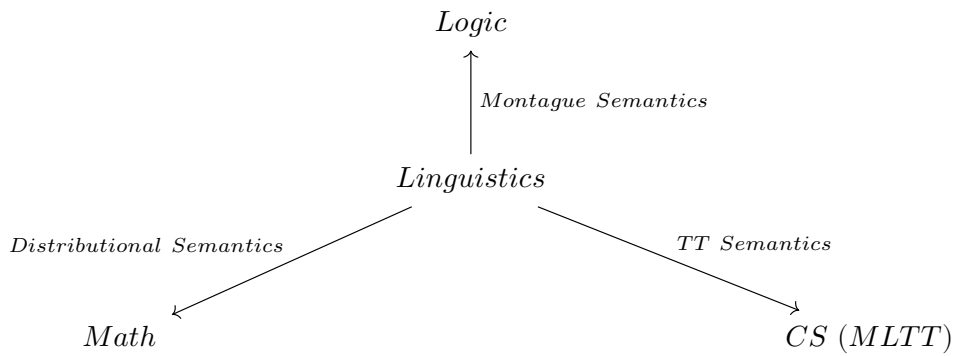 Logic
Montague Semantics
Linguistics
Distributional Semantics
TT Semantics
Math
CS (MLTT)